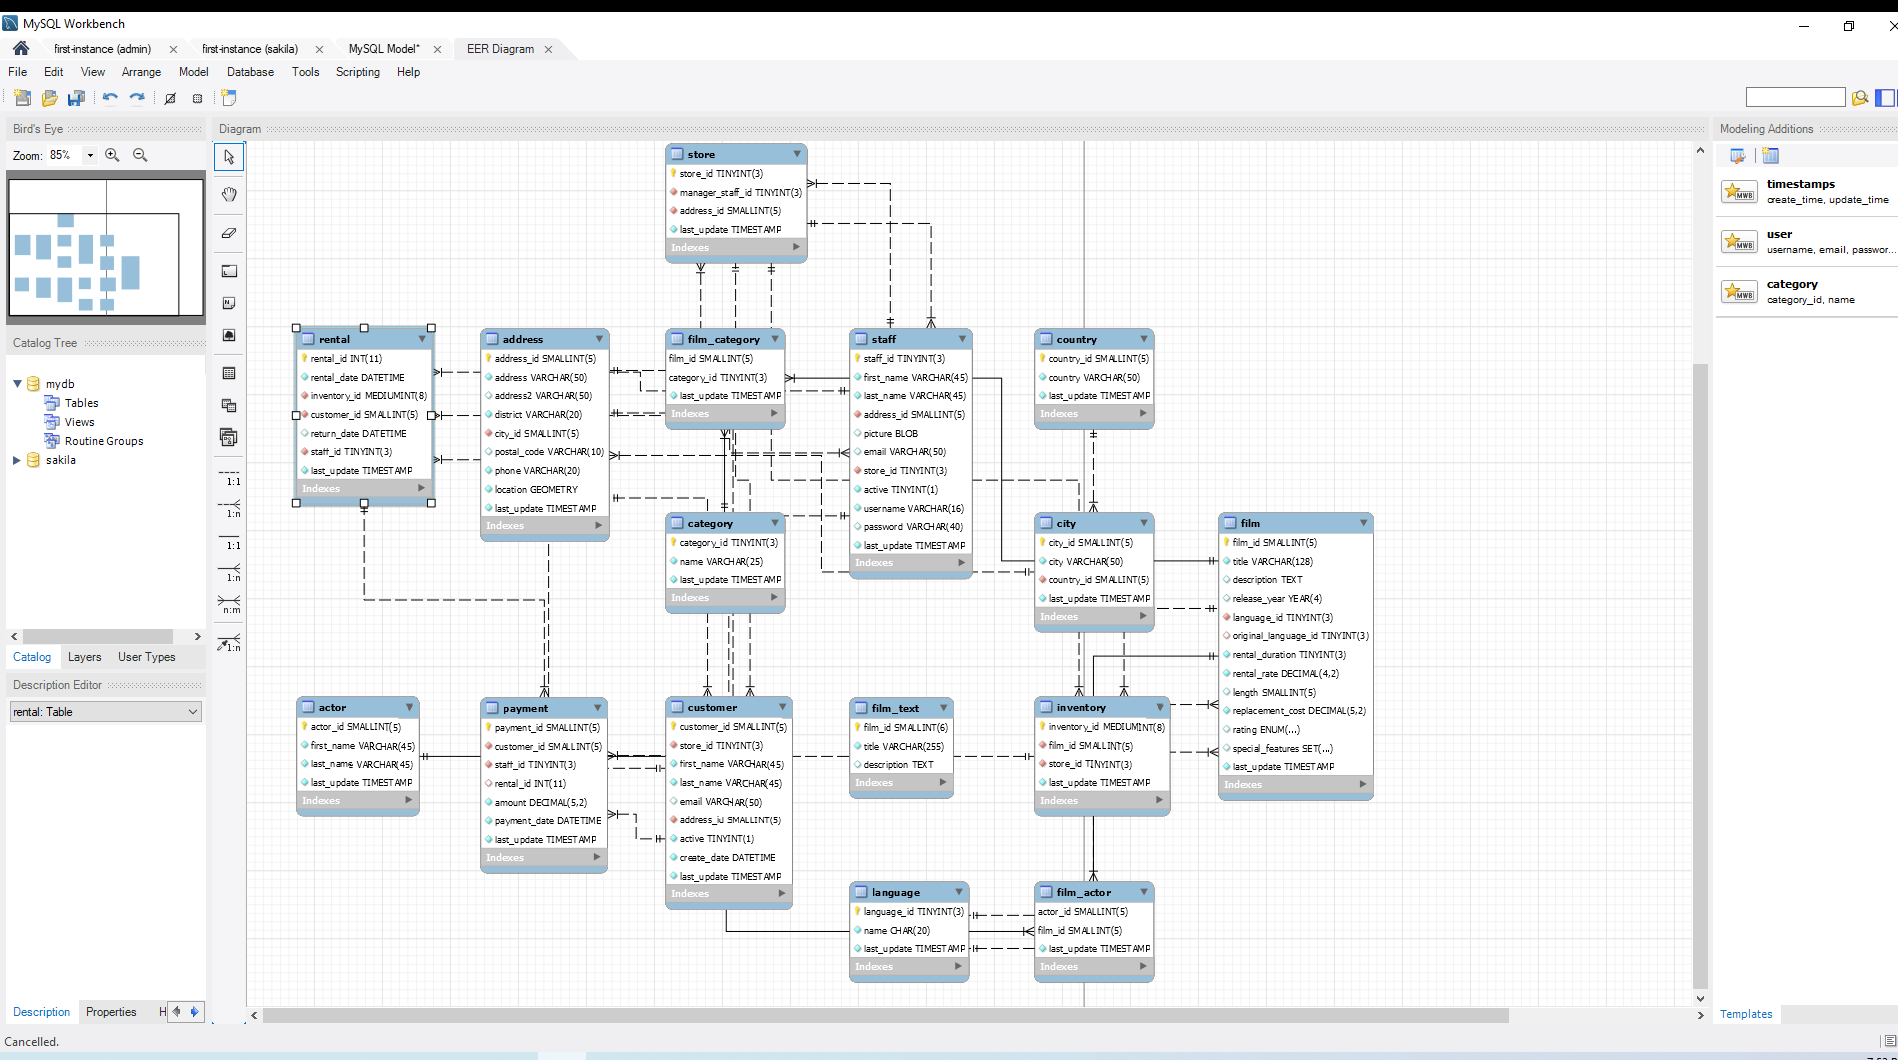 MySQL Workbench
first-instance (admin)
first-instance (sakila)
MySQL Model*
EER Diagram
File Edit View Arrange Model Database Tools Scripting Help
Bird's Eye
Zoom: 85%
Catalog Tree
mydb
Tables
Views
Routine Groups
sakila
Catalog Layers User Types
Description Editor
rental: Table
Description Properties H
Cancelled.
Diagram
1:1
1:n
1:1
1:n
n:m
1:n
store
store_id TINYINT(3)
manager_staff_id TINYINT(3)
address_id SMALLINT(5)
last_update TIMESTAMP
Indexes
rental
rental_id INT(11)
rental_date DATETIME
inventory_id MEDIUMINT(8)
customer_id SMALLINT(5)
return_date DATETIME
staff_id TINYINT(3)
last_update TIMESTAMP
Indexes
address
address_id SMALLINT(5)
address VARCHAR(50)
address2 VARCHAR(50)
district VARCHAR(20)
city_id SMALLINT(5)
postal_code VARCHAR(10)
phone VARCHAR(20)
location GEOMETRY
last_update TIMESTAMP
Indexes
film_category
film_id SMALLINT(5)
category_id TINYINT(3)
last_update TIMESTAMP
Indexes
staff
staff_id TINYINT(3)
first_name VARCHAR(45)
last_name VARCHAR(45)
address_id SMALLINT(5)
picture BLOB
email VARCHAR(50)
store_id TINYINT(3)
active TINYINT(1)
username VARCHAR(16)
password VARCHAR(40)
last_update TIMESTAMP
Indexes
country
country_id SMALLINT(5)
country VARCHAR(50)
last_update TIMESTAMP
Indexes
category
category_id TINYINT(3)
name VARCHAR(25)
last_update TIMESTAMP
Indexes
city
city_id SMALLINT(5)
city VARCHAR(50)
country_id SMALLINT(5)
last_update TIMESTAMP
Indexes
film
film_id SMALLINT(5)
title VARCHAR(128)
description TEXT
release_year YEAR(4)
language_id TINYINT(3)
original_language_id TINYINT(3)
rental_duration TINYINT(3)
rental_rate DECIMAL(4,2)
length SMALLINT(5)
replacement_cost DECIMAL(5,2)
rating ENUM(...)
special_features SET(...)
last_update TIMESTAMP
Indexes
actor
actor_id SMALLINT(5)
first_name VARCHAR(45)
last_name VARCHAR(45)
last_update TIMESTAMP
Indexes
payment
payment_id SMALLINT(5)
customer_id SMALLINT(5)
staff_id TINYINT(3)
rental_id INT(11)
amount DECIMAL(5,2)
payment_date DATETIME
last_update TIMESTAMP
Indexes
customer
customer_id SMALLINT(5)
store_id TINYINT(3)
first_name VARCHAR(45)
last_name VARCHAR(45)
email VARCHAR(50)
address_id SMALLINT(5)
active TINYINT(1)
create_date DATETIME
last_update TIMESTAMP
Indexes
film_text
film_id SMALLINT(6)
title VARCHAR(255)
description TEXT
Indexes
inventory
inventory_id MEDIUMINT(8)
film_id SMALLINT(5)
store_id TINYINT(3)
last_update TIMESTAMP
Indexes
language
language_id TINYINT(3)
name CHAR(20)
last_update TIMESTAMP
Indexes
film_actor
actor_id SMALLINT(5)
film_id SMALLINT(5)
last_update TIMESTAMP
Indexes
Modeling Additions
MWB
timestamps
create_time, update_time
MWB
user
username, email, passwor...
MWB
category
category_id, name
Templates